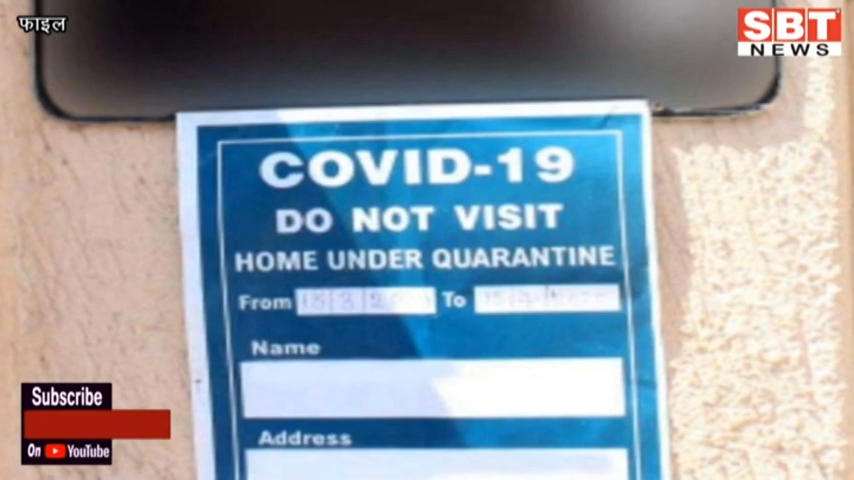 फाइल
SBT
NEWS
COVID-19
DO NOT VISIT
HOME UNDER QUARANTINE
From To
Name
Address
Subscribe
On YouTube